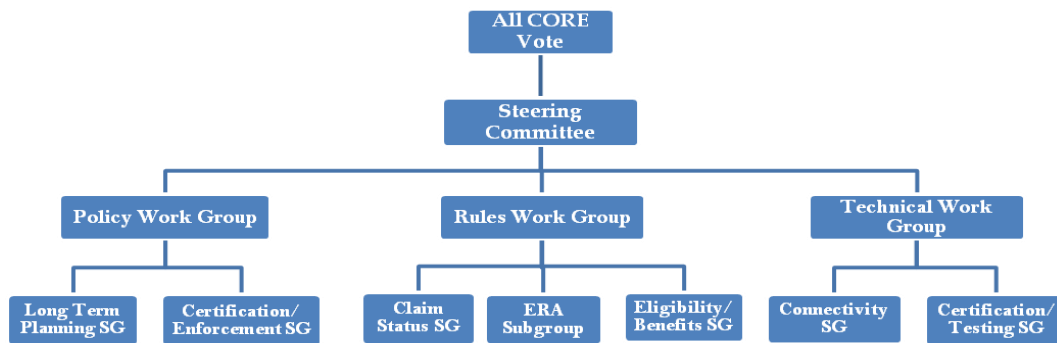 All CORE
Vote
Steering
Committee
Policy Work Group
Rules Work Group
Technical Work
Group
Long Term
Planning SG
Certification/
Enforcement SG
Claim
Status SG
ERA
Subgroup
Eligibility/
Benefits SG
Connectivity
SG
Certification/
Testing SG